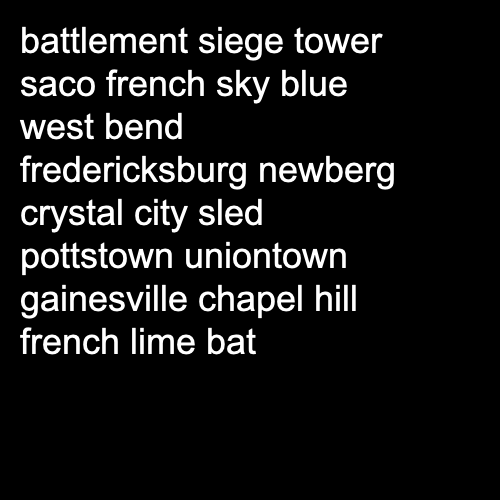 battlement siege tower
saco french sky blue
west bend
fredericksburg newberg
crystal city sled
pottstown uniontown
gainesville chapel hill
french lime bat